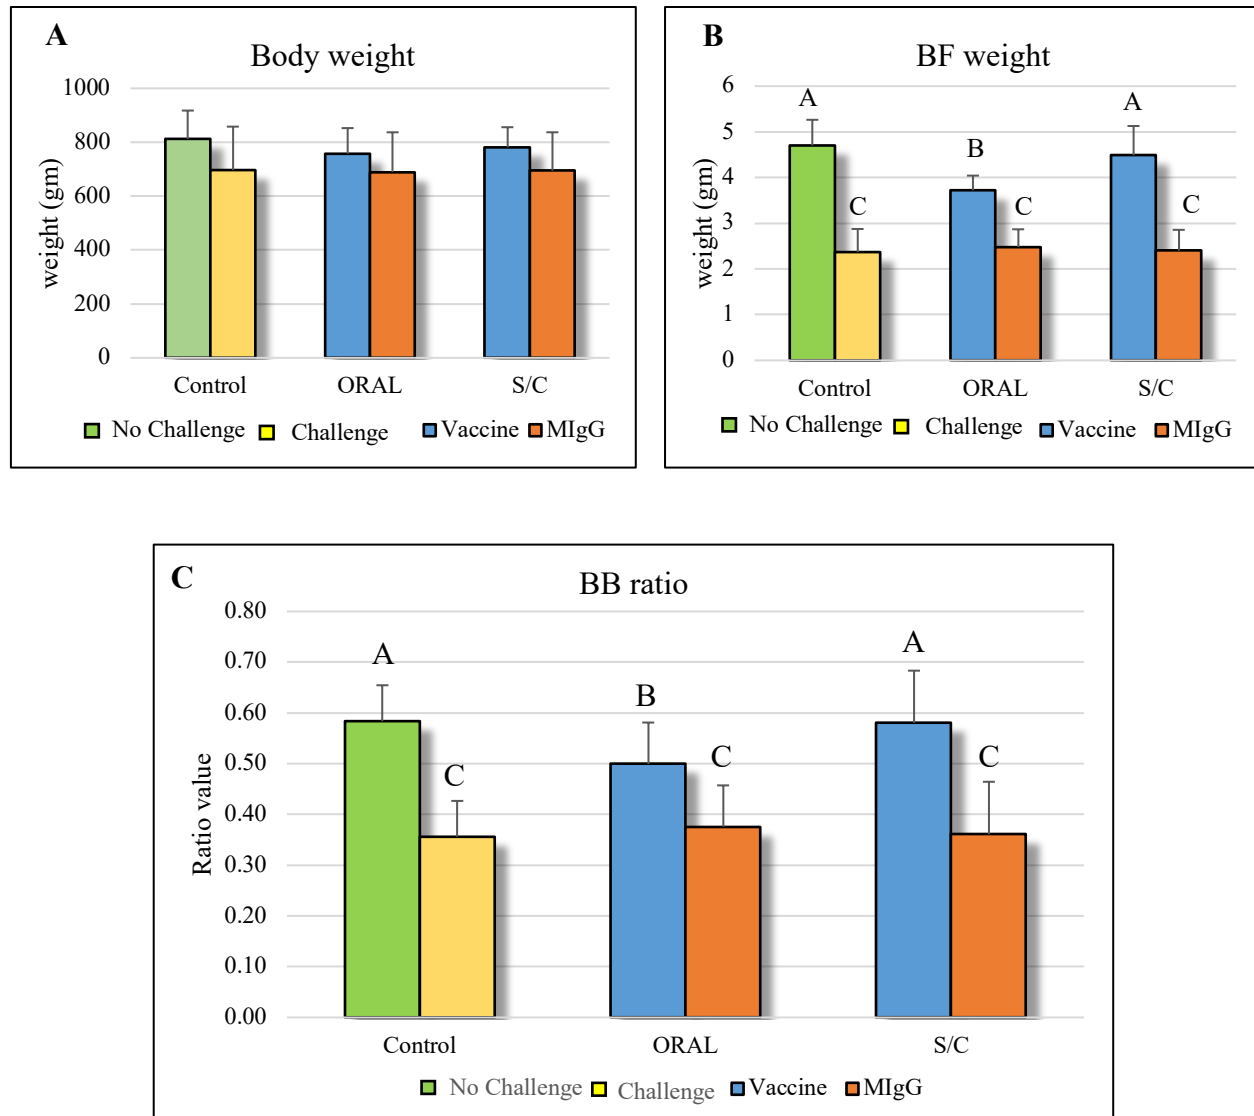 A
Body weight
1000
800
600
400
200
0
weight (gm)
Control ORAL S/C
No Challenge Challenge Vaccine MIgG
B
BF weight
6
5
4
3
2
1
0
weight (gm)
A C B C A C
Control ORAL S/C
No Challenge Challenge Vaccine MIgG
C
BB ratio
0.80
0.70
0.60
0.50
0.40
0.30
0.20
0.10
0.00
Ratio value
A C B C A C
Control ORAL S/C
No Challenge Challenge Vaccine MIgG